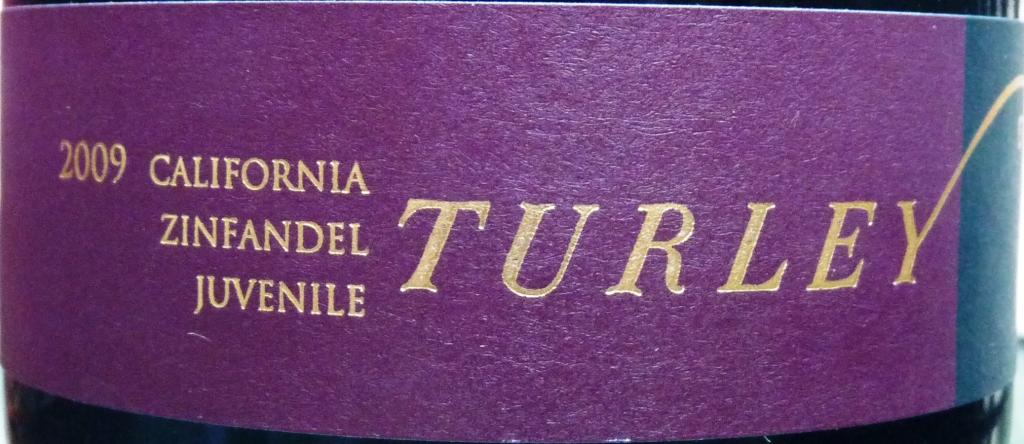 2009 CALIFORNIA
ZINFANDEL
JUVENILE
TURLEY